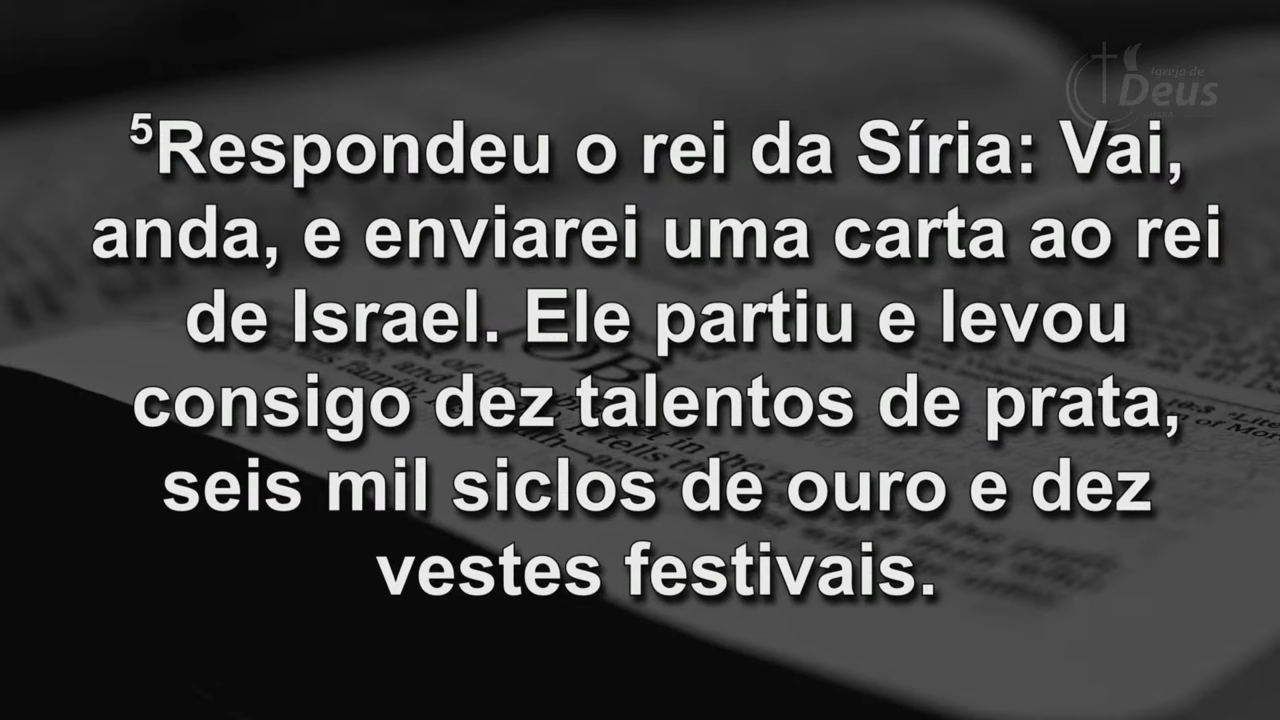 Igreja de
Deus
⁵Respondeu o rei da Síria: Vai,
anda, e enviarei uma carta ao rei
de Israel. Ele partiu e levou
consigo dez talentos de prata,
seis mil siclos de ouro e dez
vestes festivais.